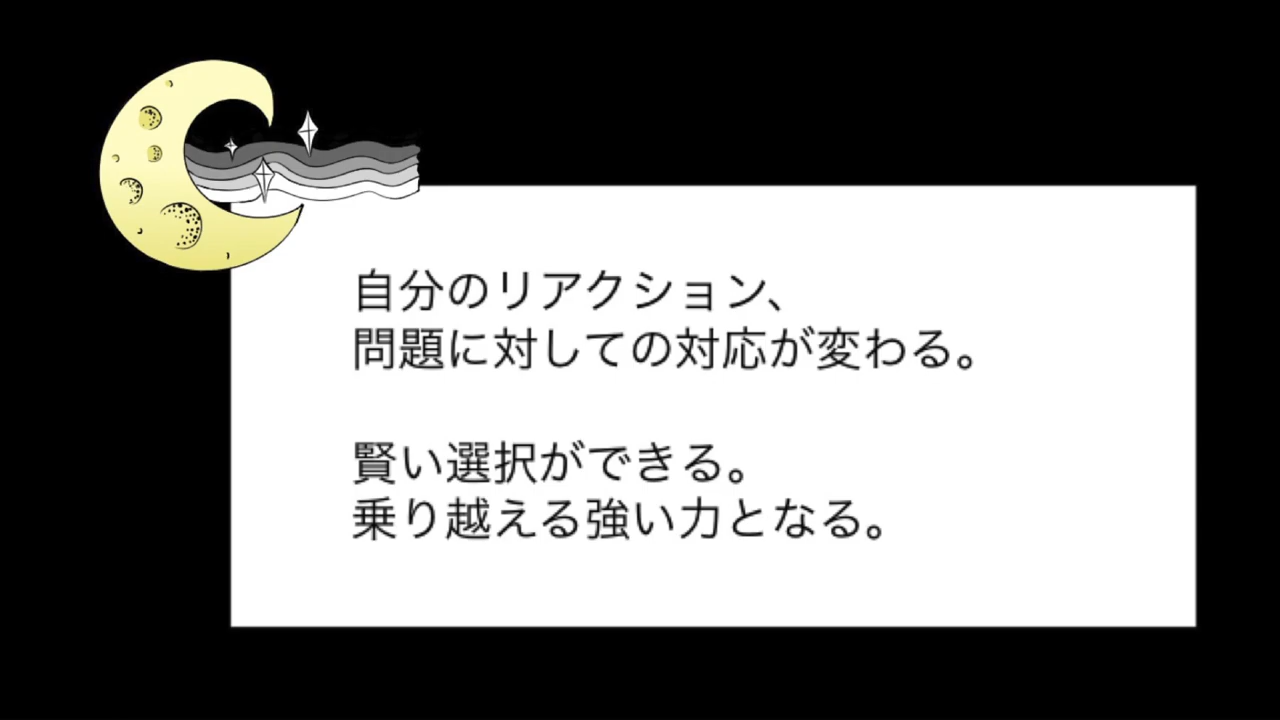 自分のリアクション、
問題に対しての対応が変わる。
賢い選択ができる。
乗り越える強い力となる。